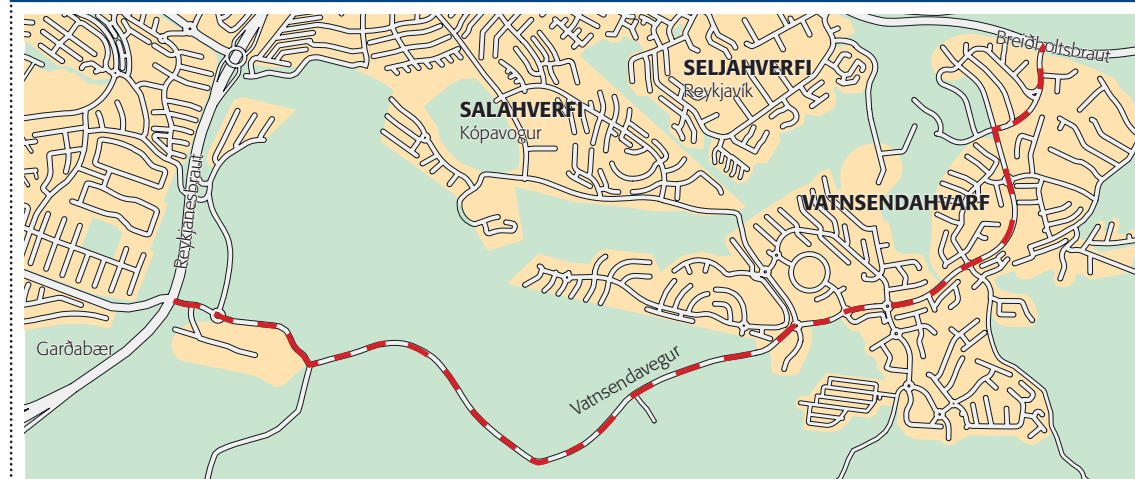 Breiðholtsbraut
SELJAHVERFI
Reykjavík
SALAHVERFI
Kópavogur
VATNSENDAHVARF
Reykjanesbraut
Garðabær
Vatnsendavegur